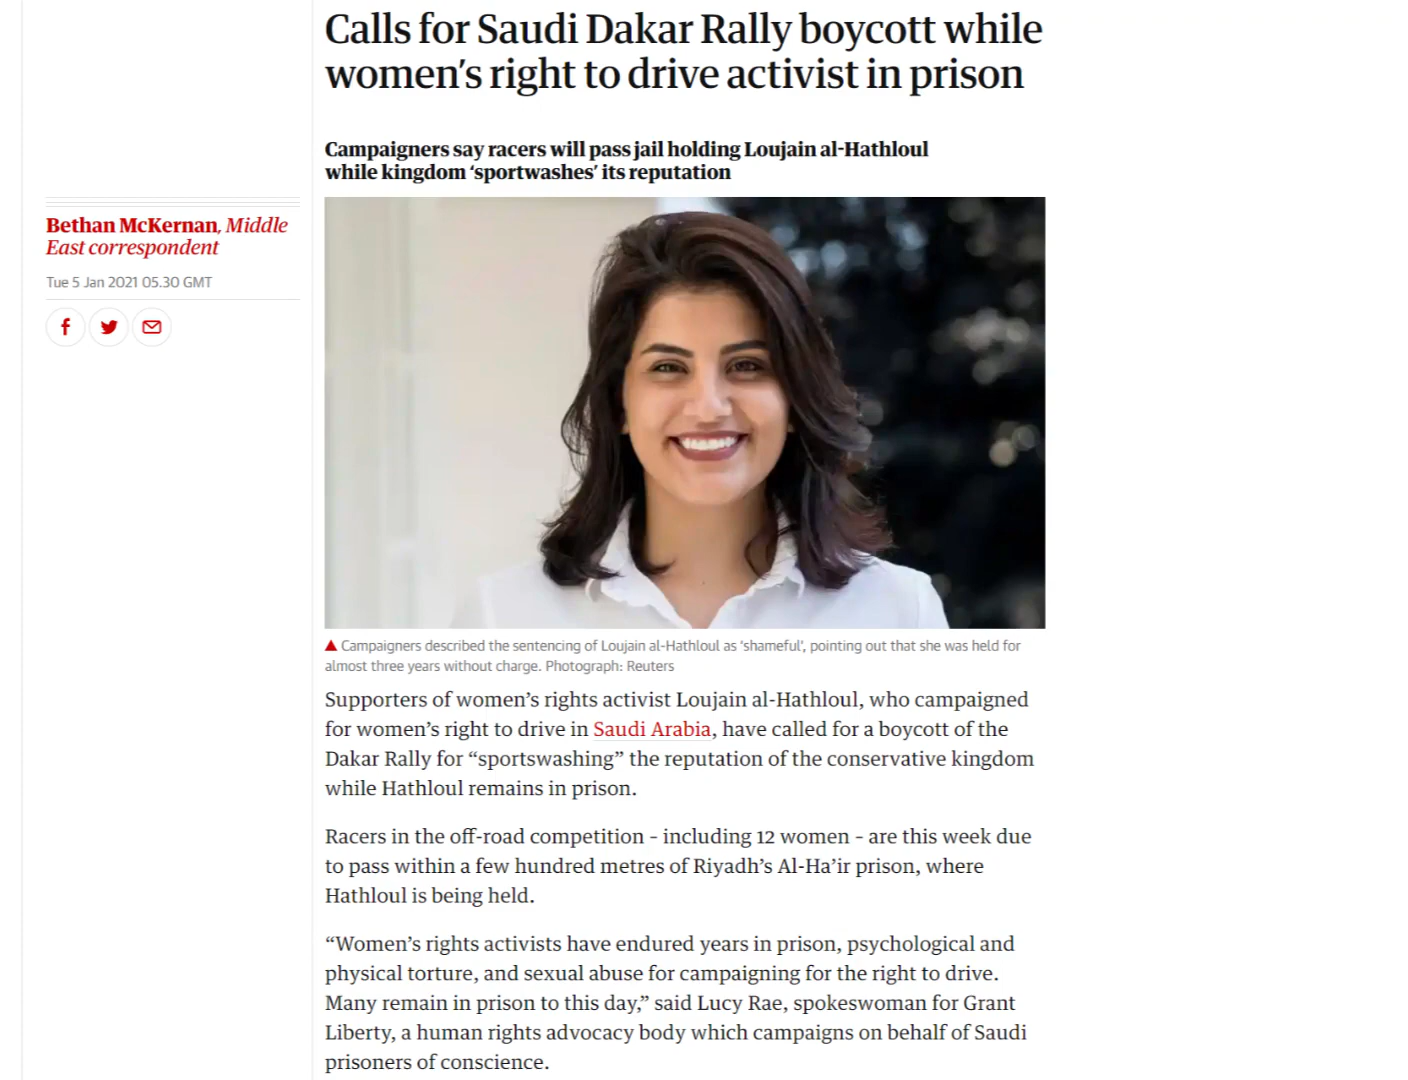 Calls for Saudi Dakar Rally boycott while
women’s right to drive activist in prison
Campaigners say racers will pass jail holding Loujain al-Hathloul
while kingdom ‘sportwashes’ its reputation
Bethan McKernan, Middle
East correspondent
Tue 5 Jan 2021 05.30 GMT
Campaigners described the sentencing of Loujain al-Hathloul as ‘shameful’, pointing out that she was held for
almost three years without charge. Photograph: Reuters
Supporters of women’s rights activist Loujain al-Hathloul, who campaigned
for women’s right to drive in Saudi Arabia, have called for a boycott of the
Dakar Rally for “sportswashing” the reputation of the conservative kingdom
while Hathloul remains in prison.
Racers in the off-road competition – including 12 women – are this week due
to pass within a few hundred metres of Riyadh’s Al-Ha’ir prison, where
Hathloul is being held.
“Women’s rights activists have endured years in prison, psychological and
physical torture, and sexual abuse for campaigning for the right to drive.
Many remain in prison to this day,” said Lucy Rae, spokeswoman for Grant
Liberty, a human rights advocacy body which campaigns on behalf of Saudi
prisoners of conscience.